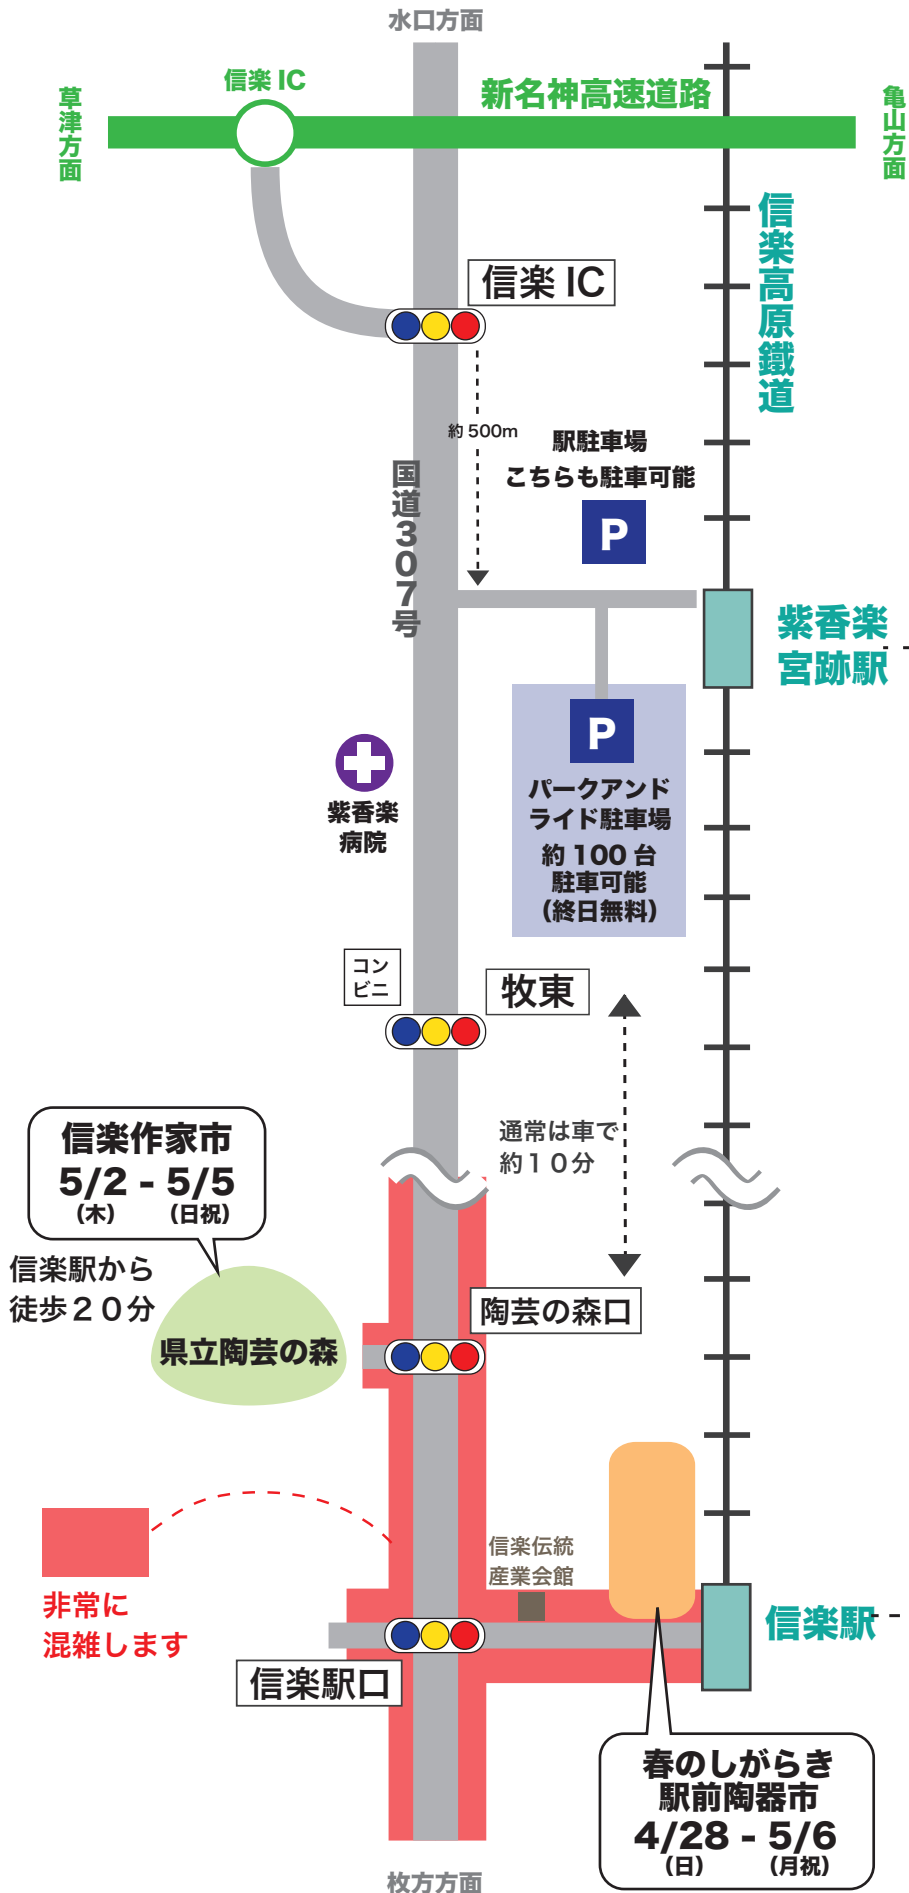 水口方面
信楽 IC
新名神高速道路
草津方面
亀山方面
信楽高原鐵道
信楽 IC
約 500m
駅駐車場
こちらも駐車可能
P
国道307号
紫香楽
宮跡駅
P
パークアンド
ライド駐車場
約 100 台
駐車可能
（終日無料）
紫香楽
病院
コン
ビニ
牧東
通常は車で
約１０分
信楽作家市
5/2 - 5/5
（木）　（日祝）
信楽駅から
徒歩２０分
県立陶芸の森
陶芸の森口
非常に
混雑します
信楽伝統
産業会館
信楽駅
信楽駅口
春のしがらき
駅前陶器市
4/28 - 5/6
（日）　（月祝）
枚方方面